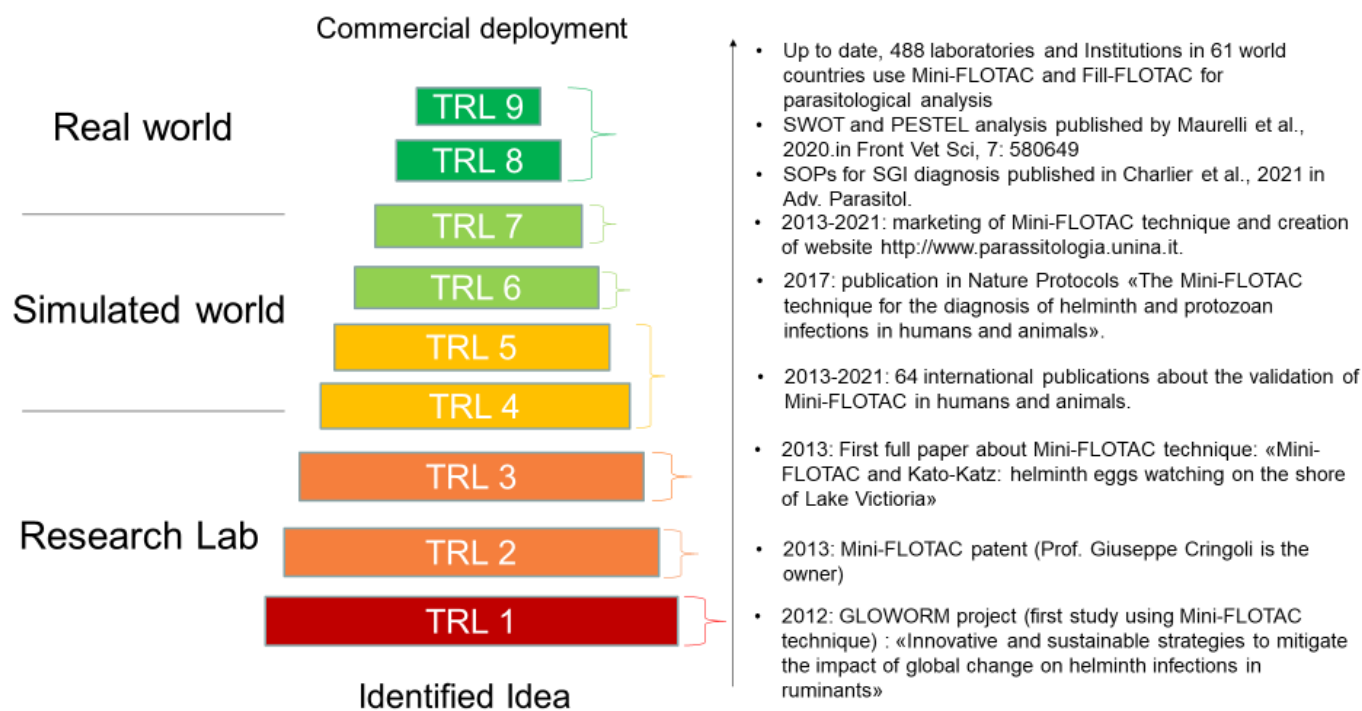 Commercial deployment
Real world
Simulated world
Research Lab
TRL 9
TRL 8
TRL 7
TRL 6
TRL 5
TRL 4
TRL 3
TRL 2
TRL 1
Identified Idea
• Up to date, 488 laboratories and Institutions in 61 world
countries use Mini-FLOTAC and Fill-FLOTAC for
parasitological analysis
• SWOT and PESTEL analysis published by Maurelli et al.,
2020.in Front Vet Sci, 7: 580649
• SOPs for SGI diagnosis published in Charlier et al., 2021 in
Adv. Parasitol.
• 2013-2021: marketing of Mini-FLOTAC technique and creation
of website http://www.parassitologia.unina.it.
• 2017: publication in Nature Protocols «The Mini-FLOTAC
technique for the diagnosis of helminth and protozoan
infections in humans and animals».
• 2013-2021: 64 international publications about the validation of
Mini-FLOTAC in humans and animals.
• 2013: First full paper about Mini-FLOTAC technique: «Mini-
FLOTAC and Kato-Katz: helminth eggs watching on the shore
of Lake Victioria»
• 2013: Mini-FLOTAC patent (Prof. Giuseppe Cringoli is the
owner)
• 2012: GLOWORM project (first study using Mini-FLOTAC
technique) : «Innovative and sustainable strategies to mitigate
the impact of global change on helminth infections in
ruminants»